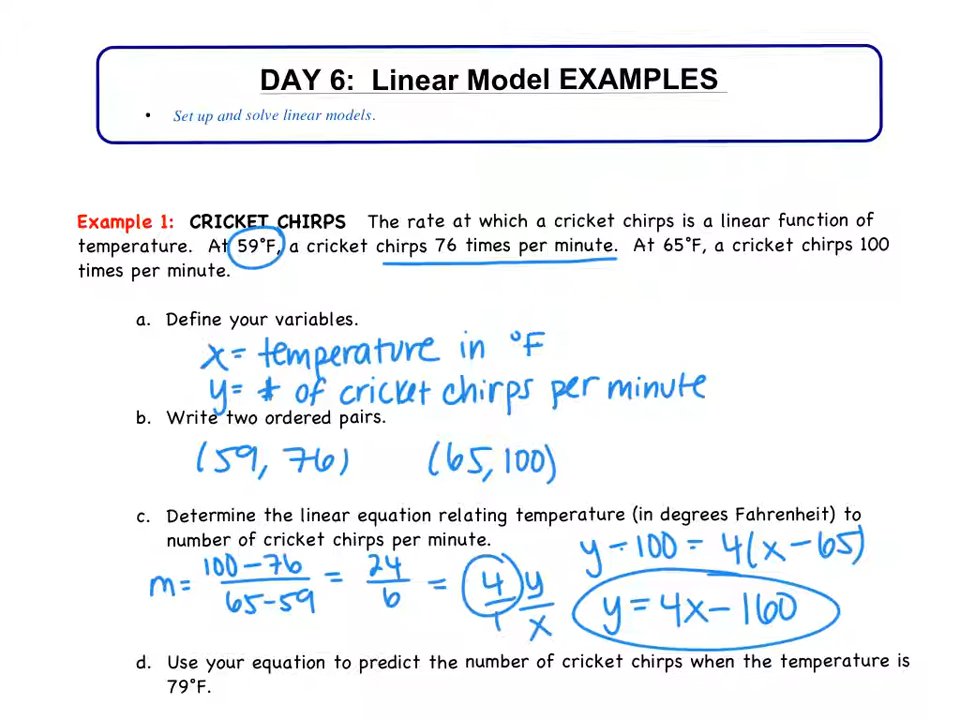 DAY 6: Linear Model EXAMPLES
• Set up and solve linear models.
Example 1: CRICKET CHIRPS The rate at which a cricket chirps is a linear function of
temperature. At 59°F, a cricket chirps 76 times per minute. At 65°F, a cricket chirps 100
times per minute.
a. Define your variables.
x = temperature in °F
y = # of cricket chirps per minute
b. Write two ordered pairs.
(59, 76) (65, 100)
c. Determine the linear equation relating temperature (in degrees Fahrenheit) to
number of cricket chirps per minute.
y - 100 = 4(x - 65)
m = 100 - 76 / 65 - 59 = 24 / 6 = 4 / 1 y / x
y = 4x - 160
d. Use your equation to predict the number of cricket chirps when the temperature is
79°F.